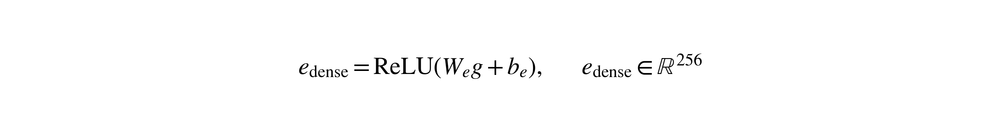 e_dense = ReLU(W_e g + b_e), e_dense ∈ ℝ^256